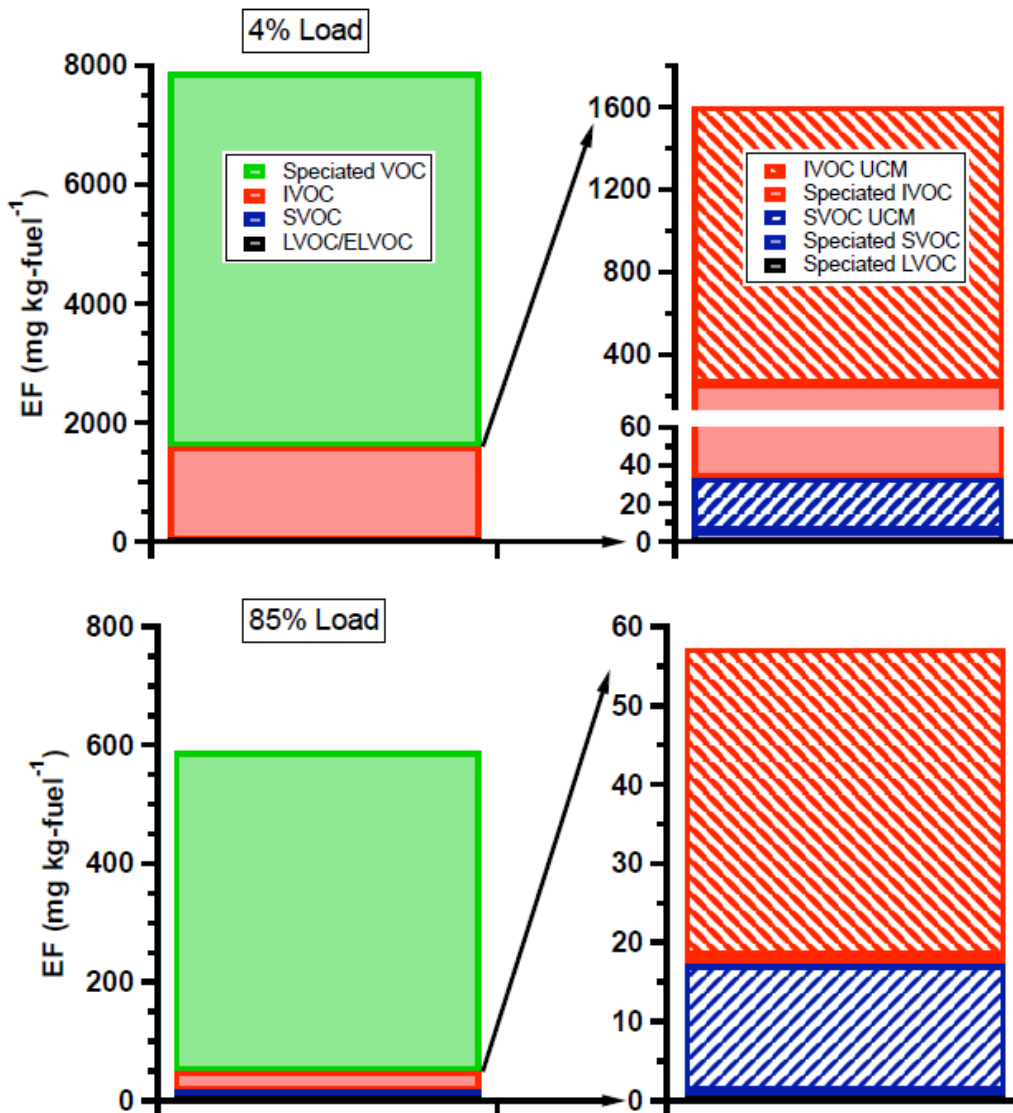 4% Load
8000
6000
4000
2000
0
EF (mg kg-fuel⁻¹)
Speciated VOC
IVOC
SVOC
LVOC/ELVOC
1600
1200
800
400
60
40
20
0
IVOC UCM
Speciated IVOC
SVOC UCM
Speciated SVOC
Speciated LVOC
85% Load
800
600
400
200
0
EF (mg kg-fuel⁻¹)
60
50
40
30
20
10
0